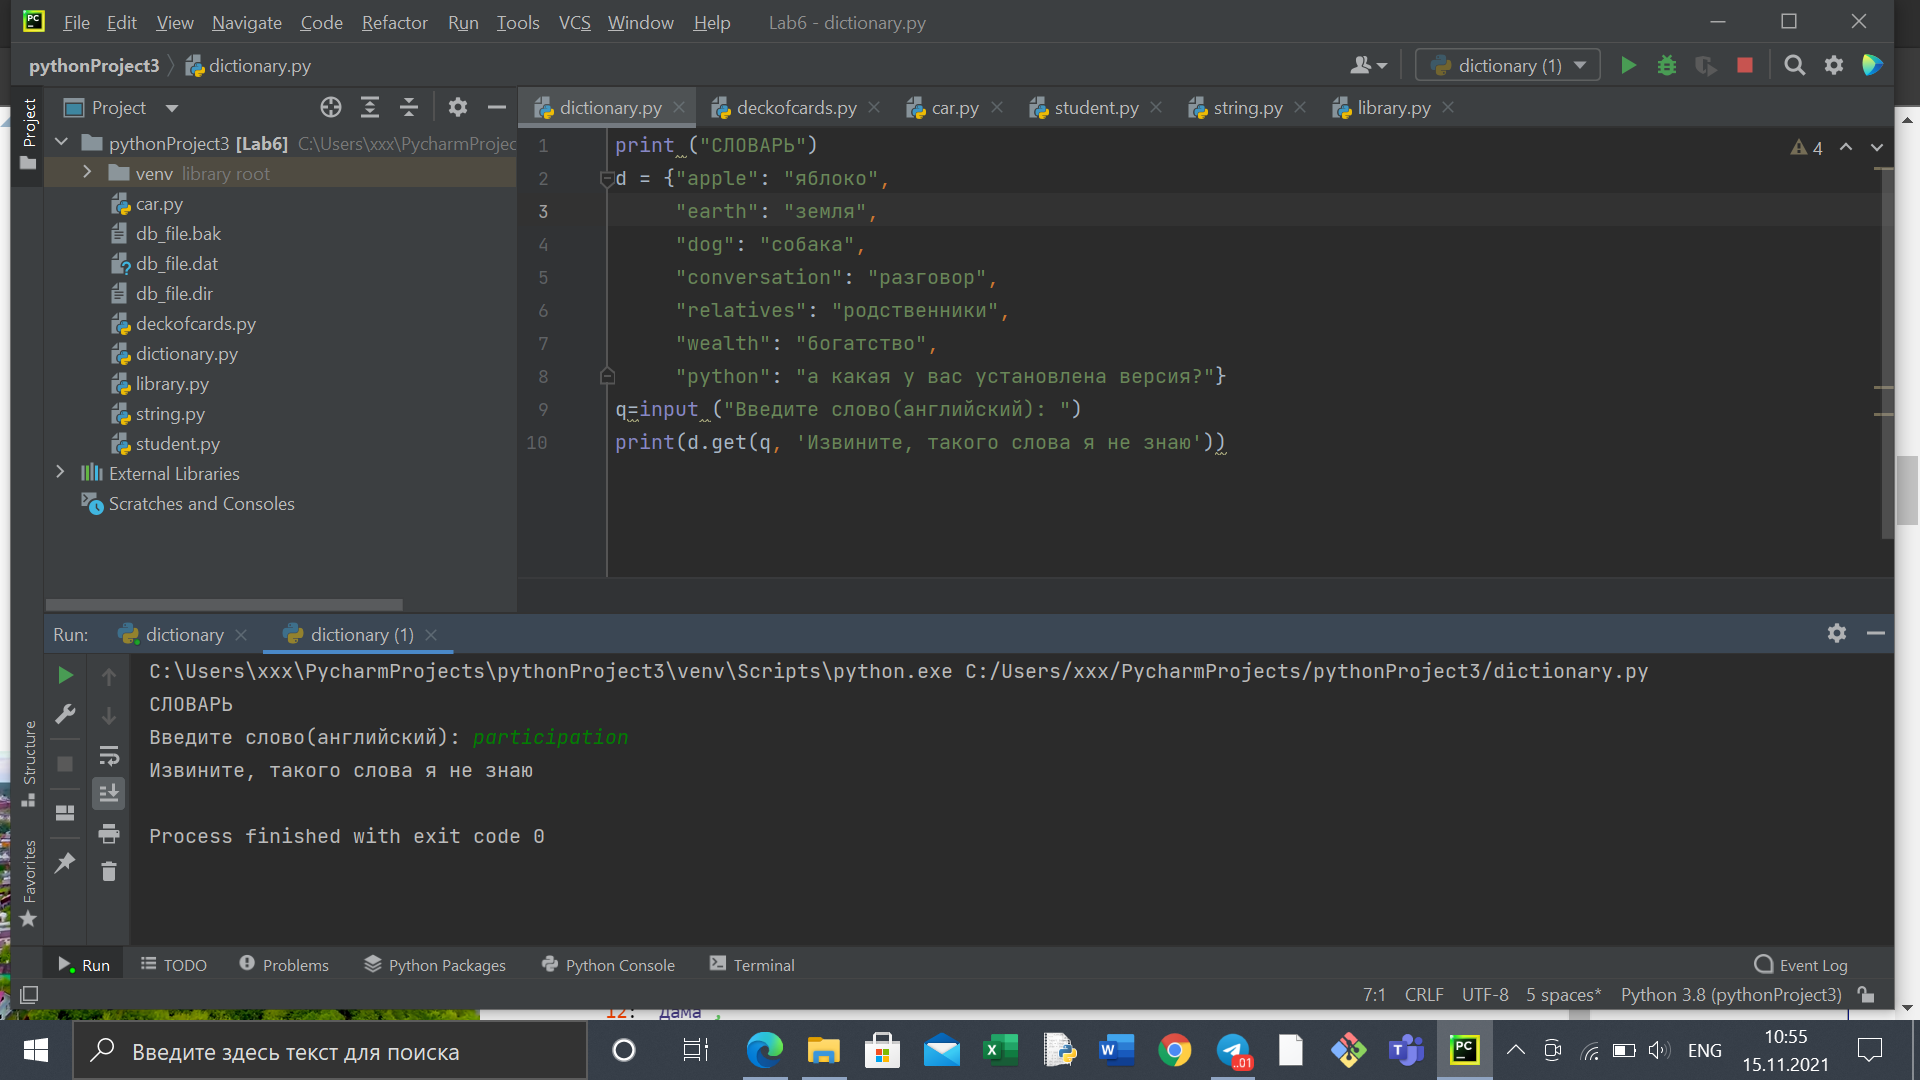 File Edit View Navigate Code Refactor Run Tools VCS Window Help Lab6 - dictionary.py
pythonProject3 dictionary.py dictionary (1)
Project
Project
dictionary.py deckofcards.py car.py student.py string.py library.py
pythonProject3 [Lab6] C:\Users\xxx\PycharmProjec
venv library root
car.py
db_file.bak
db_file.dat
db_file.dir
deckofcards.py
dictionary.py
library.py
string.py
student.py
External Libraries
Scratches and Consoles
4
1 print ("СЛОВАРЬ")
2 d = {"apple": "яблоко",
3 "earth": "земля",
4 "dog": "собака",
5 "conversation": "разговор",
6 "relatives": "родственники",
7 "wealth": "богатство",
8 "python": "а какая у вас установлена версия?"}
9 q=input ("Введите слово(английский): ")
10 print(d.get(q, 'Извините, такого слова я не знаю'))
Run: dictionary dictionary (1)
C:\Users\xxx\PycharmProjects\pythonProject3\venv\Scripts\python.exe C:/Users/xxx/PycharmProjects/pythonProject3/dictionary.py
СЛОВАРЬ
Введите слово(английский): participation
Извините, такого слова я не знаю
Process finished with exit code 0
Structure
Favorites
Run TODO Problems Python Packages Python Console Terminal Event Log
7:1 CRLF UTF-8 5 spaces* Python 3.8 (pythonProject3)
12: "Дама",
Введите здесь текст для поиска
..01
ENG
10:55
15.11.2021